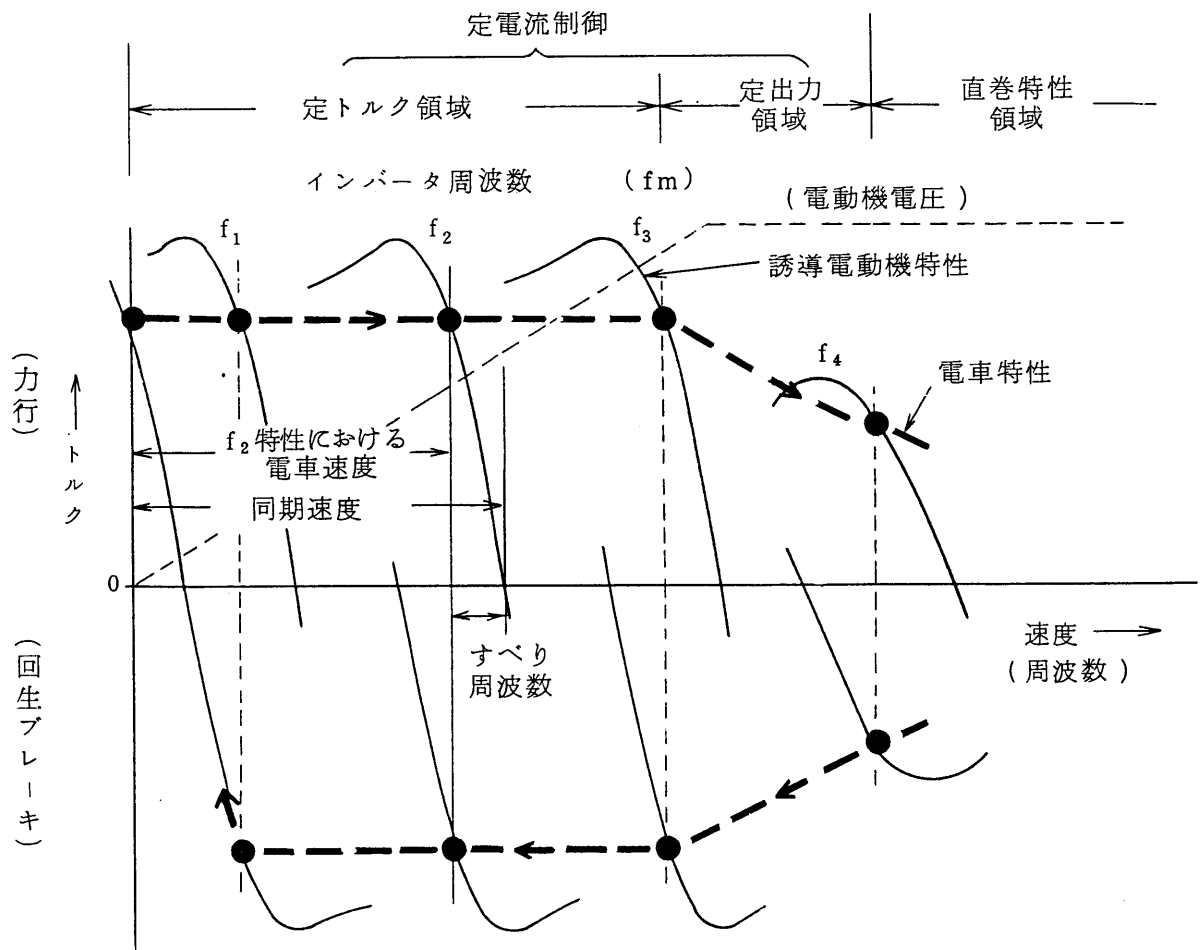 定電流制御
定トルク領域
定出力
領域
直巻特性
領域
インバータ周波数
(fm)
(電動機電圧)
f₁
f₂
f₃
誘導電動機特性
f₄
電車特性
(力行)
トルク
f₂特性における
電車速度
同期速度
0
すべり
周波数
速度
(周波数)
(回生ブレーキ)